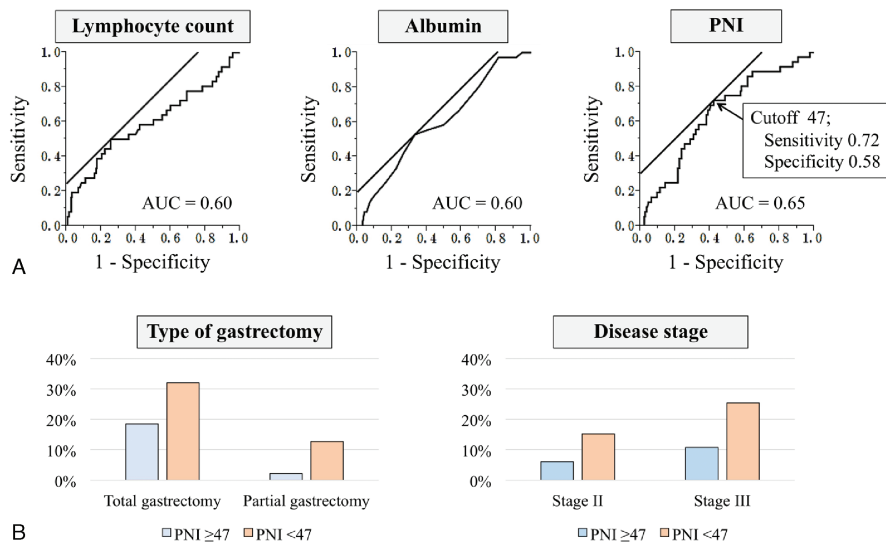 Lymphocyte count
Albumin
PNI
Sensitivity
1.0
0.8
0.6
0.4
0.2
0.0
0.0 0.2 0.4 0.6 0.8 1.0
AUC = 0.60
1 - Specificity
Sensitivity
1.0
0.8
0.6
0.4
0.2
0.0
0.0 0.2 0.4 0.6 0.8 1.0
AUC = 0.60
1 - Specificity
Sensitivity
1.0
0.8
0.6
0.4
0.2
0.0
0.0 0.2 0.4 0.6 0.8 1.0
Cutoff 47;
Sensitivity 0.72
Specificity 0.58
AUC = 0.65
1 - Specificity
A
Type of gastrectomy
40%
30%
20%
10%
0%
Total gastrectomy Partial gastrectomy
PNI ≥47 PNI <47
Disease stage
40%
30%
20%
10%
0%
Stage II Stage III
PNI ≥47 PNI <47
B